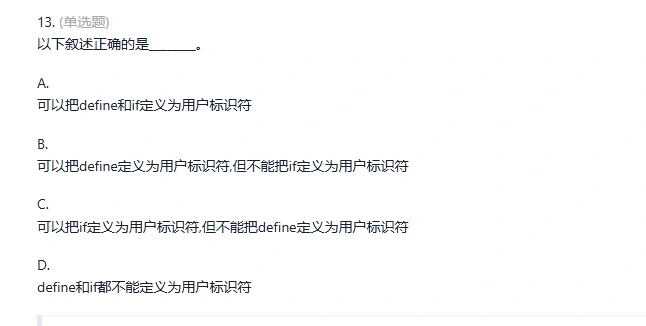 13. (单选题)
以下叙述正确的是_______。
A.
可以把define和if定义为用户标识符
B.
可以把define定义为用户标识符,但不能把if定义为用户标识符
C.
可以把if定义为用户标识符,但不能把define定义为用户标识符
D.
define和if都不能定义为用户标识符